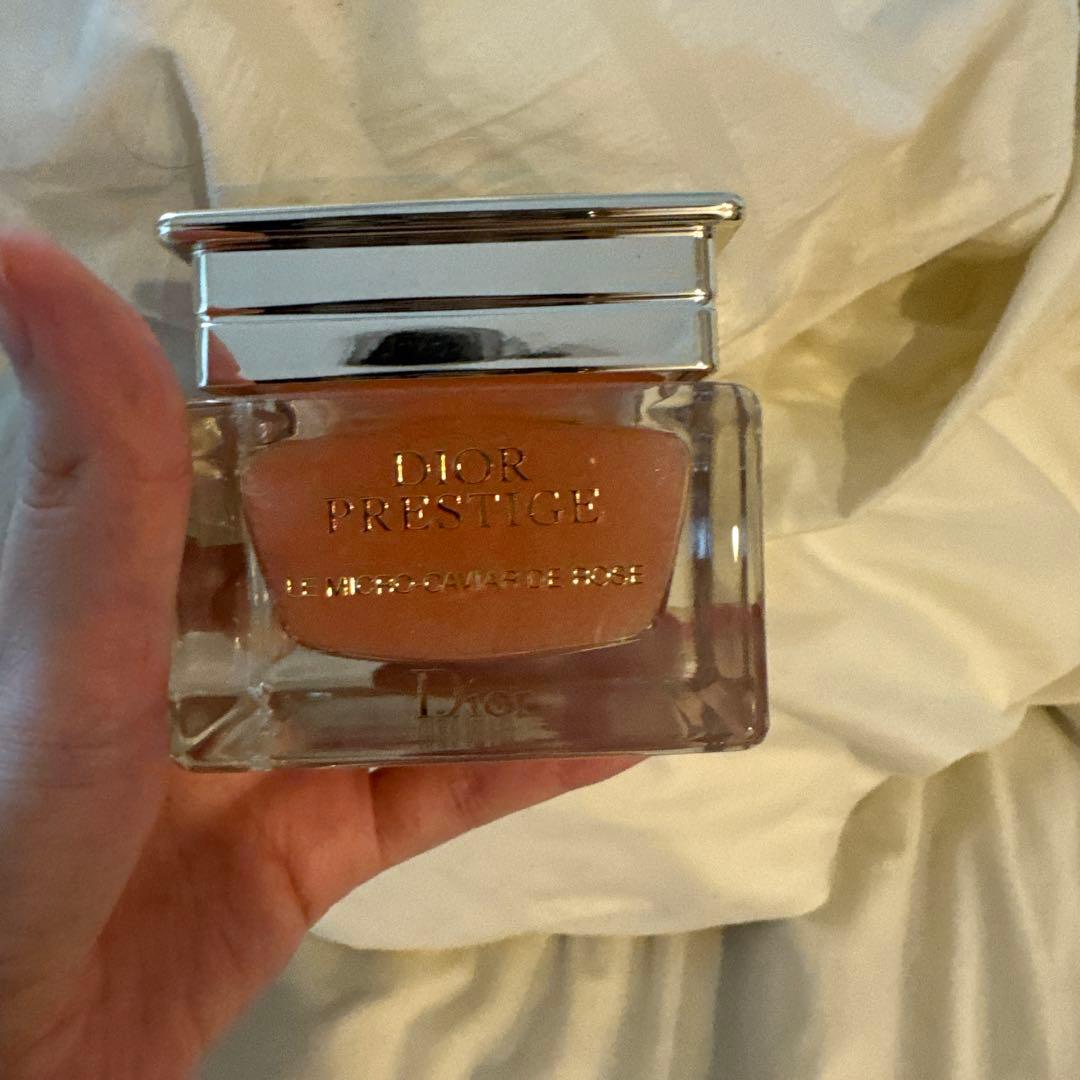 DIOR
PRESTIGE
LE MICRO-CAVIAR DE ROSE
Dior